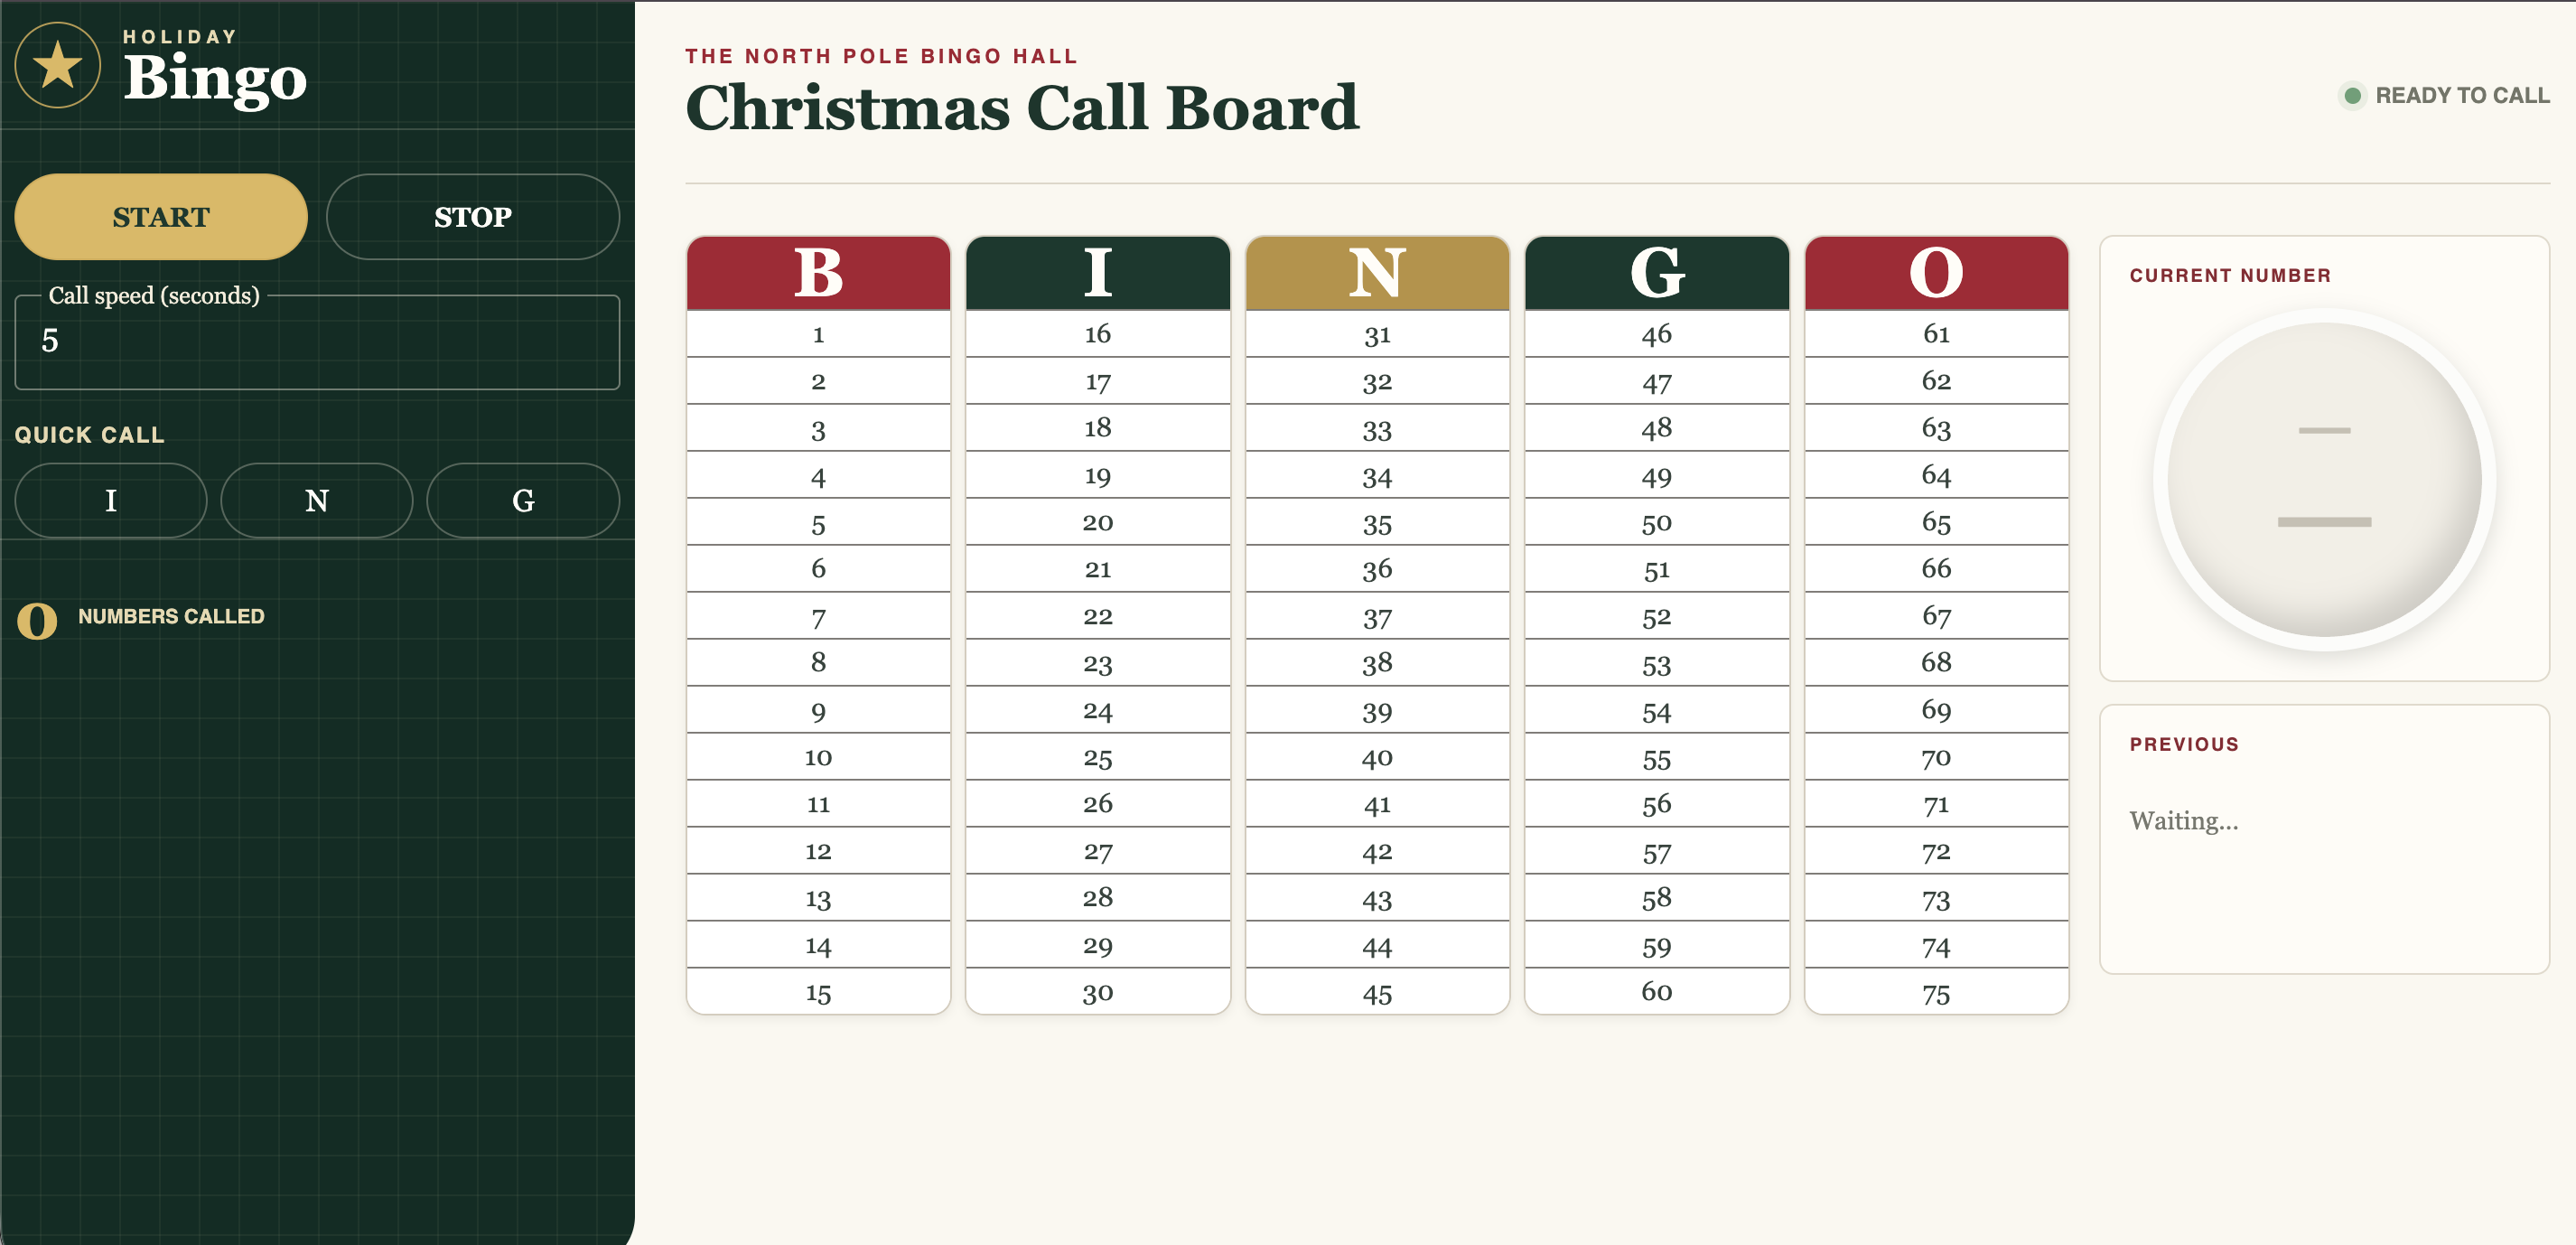 HOLIDAY
Bingo
START
STOP
Call speed (seconds)
5
QUICK CALL
I
N
G
0 NUMBERS CALLED
THE NORTH POLE BINGO HALL
Christmas Call Board
READY TO CALL
B I N G O
1 16 31 46 61
2 17 32 47 62
3 18 33 48 63
4 19 34 49 64
5 20 35 50 65
6 21 36 51 66
7 22 37 52 67
8 23 38 53 68
9 24 39 54 69
10 25 40 55 70
11 26 41 56 71
12 27 42 57 72
13 28 43 58 73
14 29 44 59 74
15 30 45 60 75
CURRENT NUMBER
—
—
PREVIOUS
Waiting...